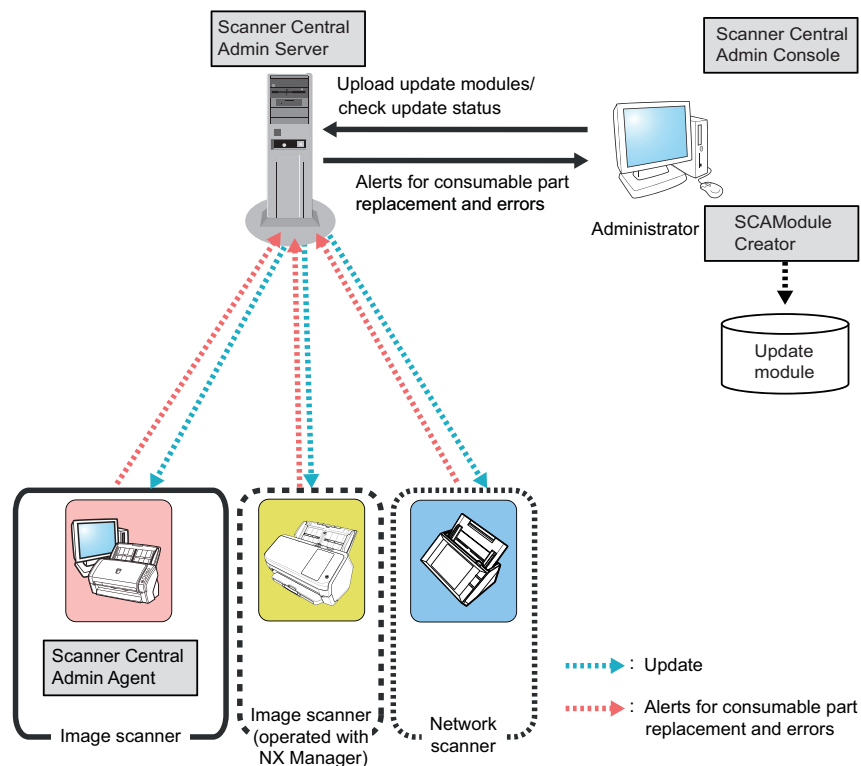 Scanner Central
Admin Server
Scanner Central
Admin Console
Upload update modules/
check update status
Alerts for consumable part
replacement and errors
Administrator
SCAModule
Creator
Update
module
Scanner Central
Admin Agent
Image scanner
Image scanner
(operated with
NX Manager)
Network
scanner
: Update
: Alerts for consumable part
replacement and errors